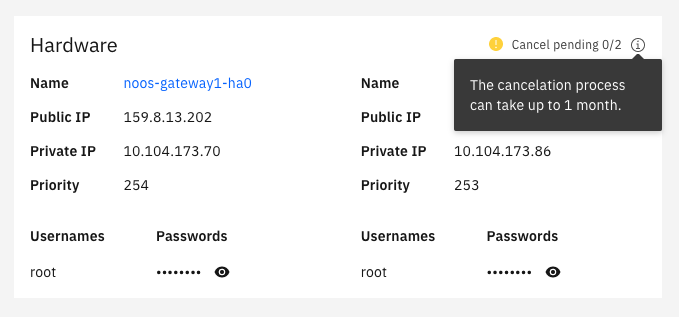 Hardware
Cancel pending 0/2
The cancelation process
can take up to 1 month.
Name noos-gateway1-ha0
Public IP 159.8.13.202
Private IP 10.104.173.70
Priority 254
Usernames Passwords
root ••••••••
Name
Public IP
Private IP 10.104.173.86
Priority 253
Usernames Passwords
root ••••••••